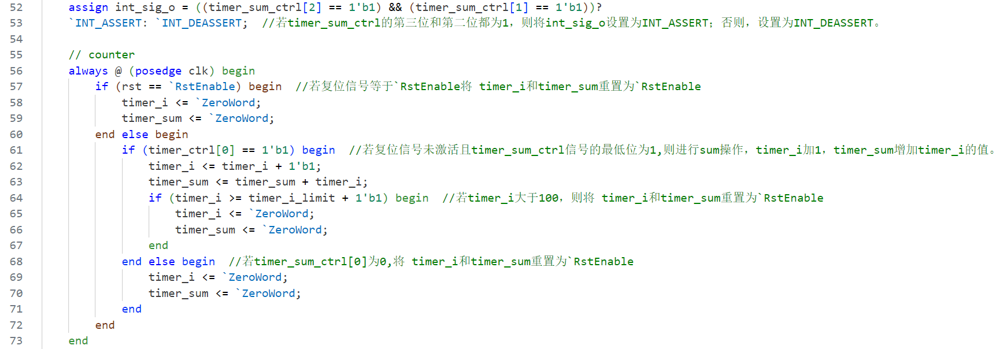 52 assign int_sig_o = ((timer_sum_ctrl[2] == 1'b1) && (timer_sum_ctrl[1] == 1'b1))?
53 `INT_ASSERT: `INT_DEASSERT; //若timer_sum_ctrl的第三位和第二位都为1，则将int_sig_o设置为INT_ASSERT；否则，设置为INT_DEASSERT。
54
55 // counter
56 always @ (posedge clk) begin
57 if (rst == `RstEnable) begin //若复位信号等于`RstEnable将 timer_i和timer_sum重置为`RstEnable
58 timer_i <= `ZeroWord;
59 timer_sum <= `ZeroWord;
60 end else begin
61 if (timer_ctrl[0] == 1'b1) begin //若复位信号未激活且timer_sum_ctrl信号的最低位为1,则进行sum操作，timer_i加1，timer_sum增加timer_i的值。
62 timer_i <= timer_i + 1'b1;
63 timer_sum <= timer_sum + timer_i;
64 if (timer_i >= timer_i_limit + 1'b1) begin //若timer_i大于100，则将 timer_i和timer_sum重置为`RstEnable
65 timer_i <= `ZeroWord;
66 timer_sum <= `ZeroWord;
67 end
68 end else begin //若timer_sum_ctrl[0]为0,将 timer_i和timer_sum重置为`RstEnable
69 timer_i <= `ZeroWord;
70 timer_sum <= `ZeroWord;
71 end
72 end
73 end